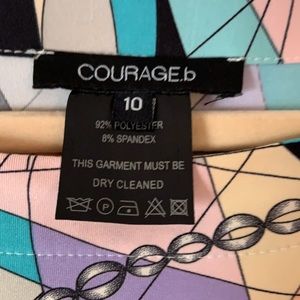 COURAGE.b
10
92% POLYESTER
8% SPANDEX
THIS GARMENT MUST BE
DRY CLEANED
P